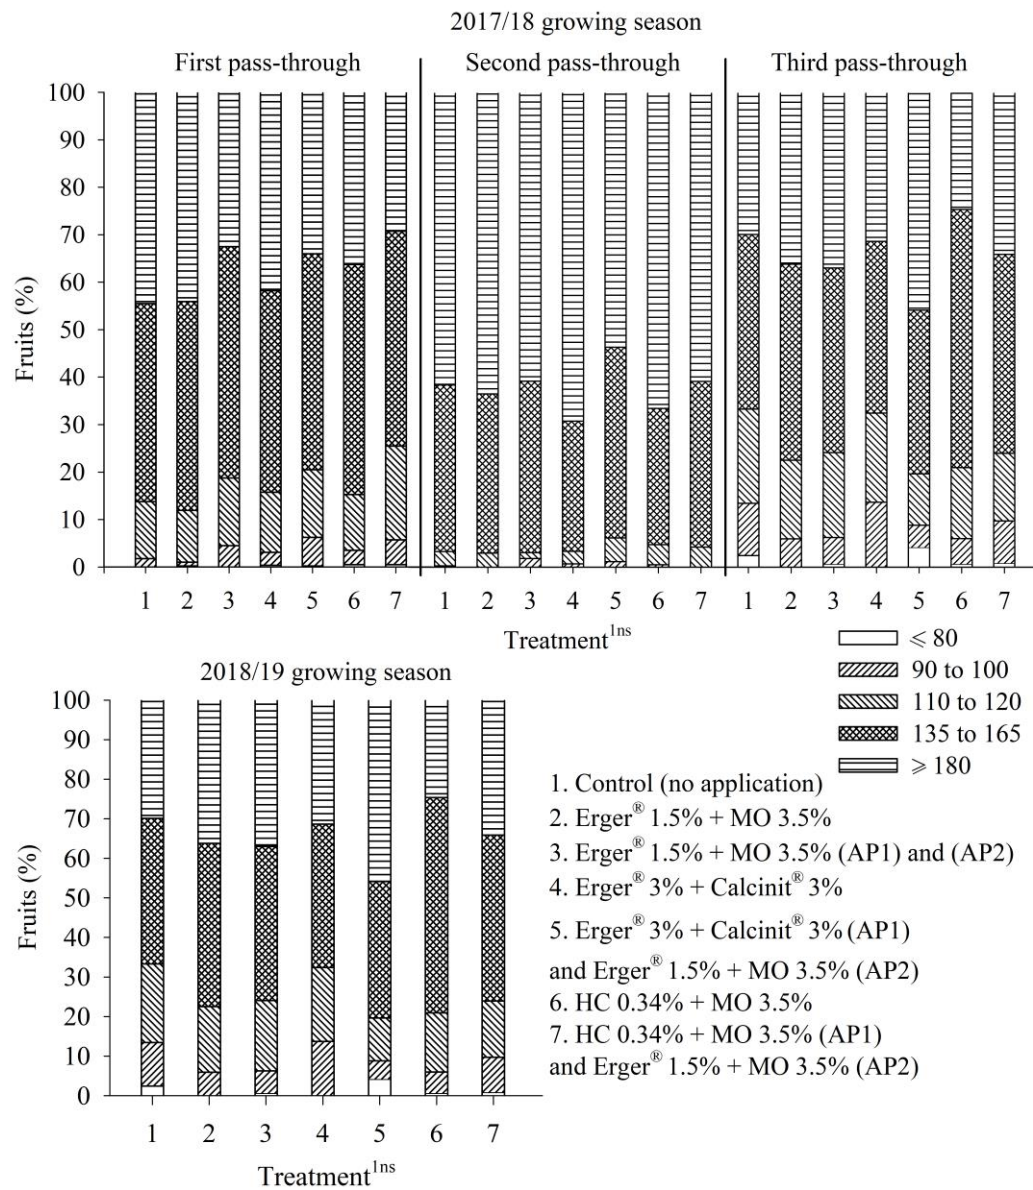 2017/18 growing season
First pass-through
Second pass-through
Third pass-through
100
90
80
70
60
50
40
30
20
10
0
Fruits (%)
1 2 3 4 5 6 7 1 2 3 4 5 6 7 1 2 3 4 5 6 7
Treatment¹ⁿˢ
⩽ 80
90 to 100
110 to 120
135 to 165
⩾ 180
2018/19 growing season
100
90
80
70
60
50
40
30
20
10
0
Fruits (%)
1 2 3 4 5 6 7
Treatment¹ⁿˢ
1. Control (no application)
2. Erger® 1.5% + MO 3.5%
3. Erger® 1.5% + MO 3.5% (AP1) and (AP2)
4. Erger® 3% + Calcinit® 3%
5. Erger® 3% + Calcinit® 3% (AP1)
and Erger® 1.5% + MO 3.5% (AP2)
6. HC 0.34% + MO 3.5%
7. HC 0.34% + MO 3.5% (AP1)
and Erger® 1.5% + MO 3.5% (AP2)